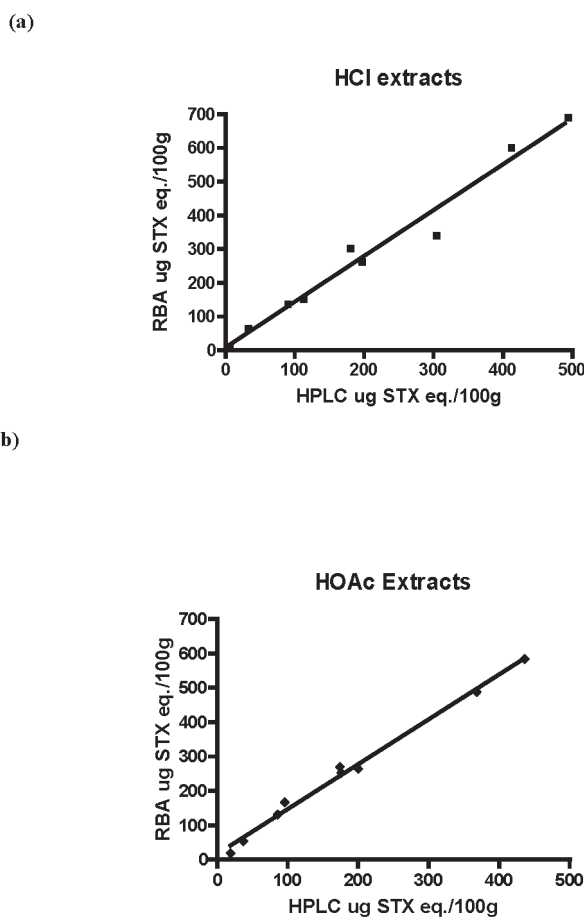 (a)
HCl extracts
700
600
500
400
300
200
100
0
RBA ug STX eq./100g
0 100 200 300 400 500
HPLC ug STX eq./100g
b)
HOAc Extracts
700
600
500
400
300
200
100
0
RBA ug STX eq./100g
0 100 200 300 400 500
HPLC ug STX eq./100g